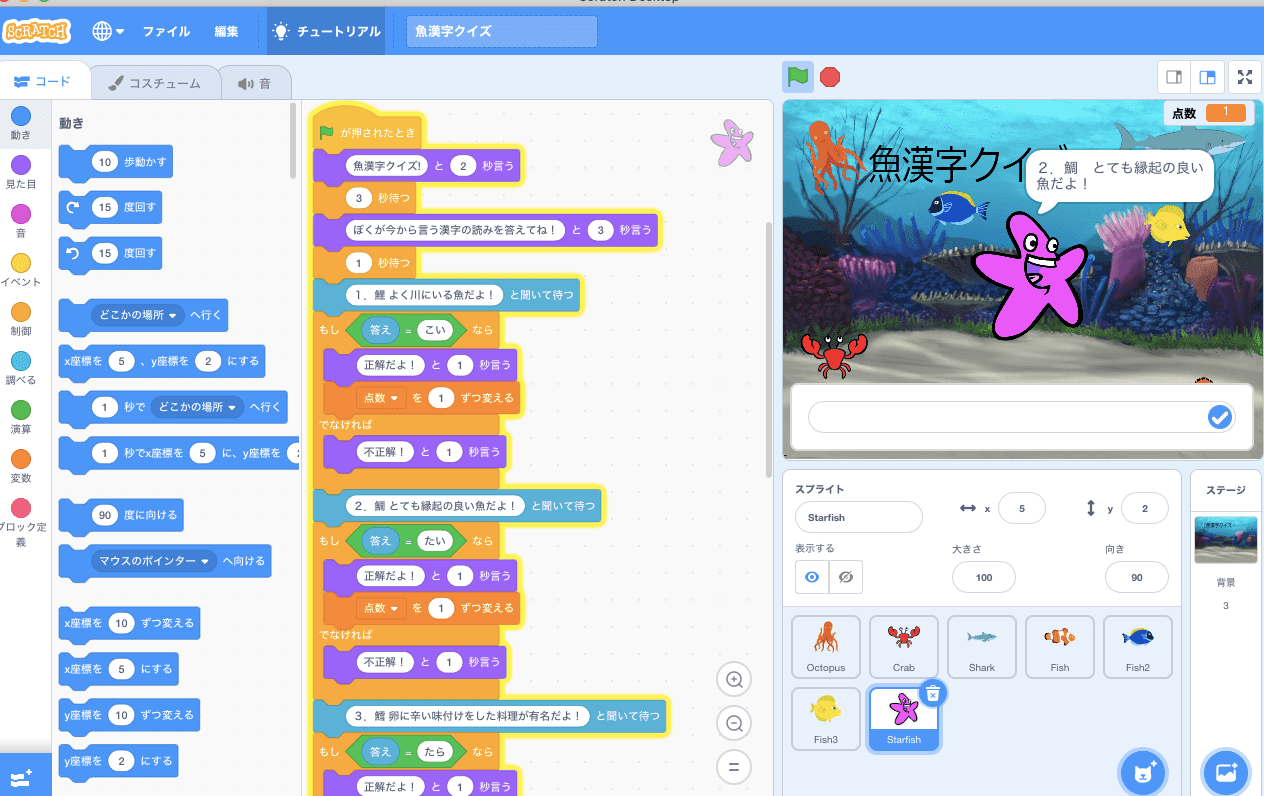 Scratch Desktop
SCRATCH
ファイル
編集
チュートリアル
魚漢字クイズ
コード
コスチューム
音
動き
見た目
音
イベント
制御
調べる
演算
変数
ブロック定義
動き
10 歩動かす
15 度回す
15 度回す
どこかの場所 へ行く
x座標を 5 、y座標を 2 にする
1 秒で どこかの場所 へ行く
1 秒でx座標を 5 に、y座標を
90 度に向ける
マウスのポインター へ向ける
x座標を 10 ずつ変える
x座標を 5 にする
y座標を 10 ずつ変える
y座標を 2 にする
が押されたとき
魚漢字クイズ! と 2 秒言う
3 秒待つ
ぼくが今から言う漢字の読みを答えてね! と 3 秒言う
1 秒待つ
1.鯉 よく川にいる魚だよ! と聞いて待つ
もし 答え = こい なら
正解だよ! と 1 秒言う
点数 を 1 ずつ変える
でなければ
不正解! と 1 秒言う
2.鯛 とても縁起の良い魚だよ! と聞いて待つ
もし 答え = たい なら
正解だよ! と 1 秒言う
点数 を 1 ずつ変える
でなければ
不正解! と 1 秒言う
3.鱈 卵に辛い味付けをした料理が有名だよ! と聞いて待つ
もし 答え = たら なら
正解だよ! と 1 秒言う
点数 1
魚漢字クイズ
2.鯛 とても縁起の良い
魚だよ!
スプライト
Starfish
x 5
y 2
表示する
大きさ
100
向き
90
Octopus
Crab
Shark
Fish
Fish2
Fish3
Starfish
ステージ
背景
3